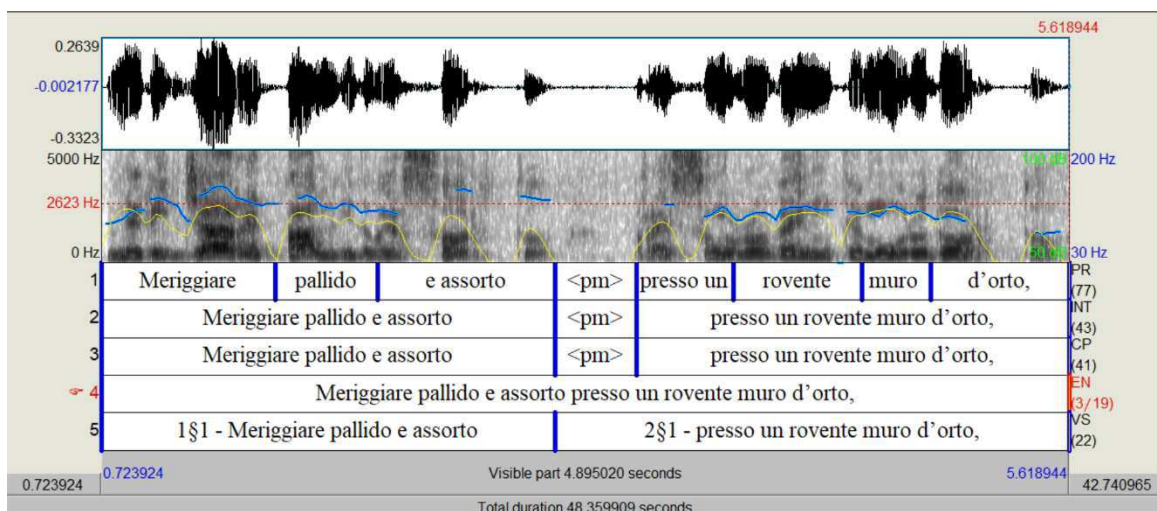 5.618944
0.2639
-0.002177
-0.3323
5000 Hz 100 dB 200 Hz
2623 Hz
0 Hz 50 dB 30 Hz
1 Meriggiare pallido e assorto <pm> presso un rovente muro d’orto, PR (77)
2 Meriggiare pallido e assorto <pm> presso un rovente muro d’orto, INT (43)
3 Meriggiare pallido e assorto <pm> presso un rovente muro d’orto, CP (41)
☞ 4 Meriggiare pallido e assorto presso un rovente muro d’orto, EN (3/19)
5 1§1 - Meriggiare pallido e assorto 2§1 - presso un rovente muro d’orto, VS (22)
0.723924 0.723924 Visible part 4.895020 seconds 5.618944 42.740965
Total duration 48.359909 seconds